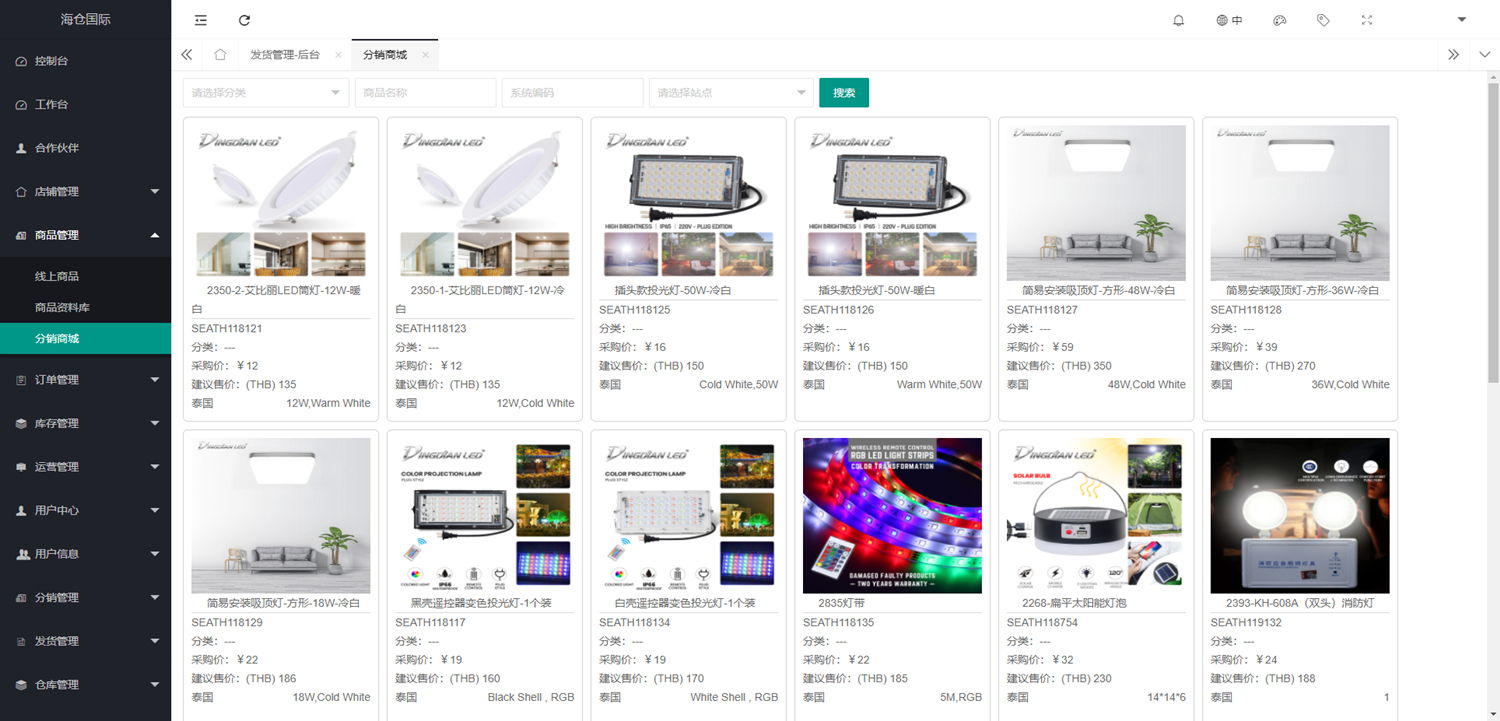 海仓国际
中
控制台
工作台
合作伙伴
店铺管理
商品管理
线上商品
商品资料库
分销商城
订单管理
库存管理
运营管理
用户中心
用户信息
分销管理
发货管理
仓库管理
发货管理-后台 ×
分销商城 ×
请选择分类
商品名称
系统编码
请选择站点
搜索
DINGDIAN LED
2350-2-艾比丽LED筒灯-12W-暖
白
SEATH118121
分类：---
采购价：￥12
建议售价：(THB) 135
泰国 12W,Warm White
DINGDIAN LED
2350-1-艾比丽LED筒灯-12W-冷
白
SEATH118123
分类：---
采购价：￥12
建议售价：(THB) 135
泰国 12W,Cold White
DINGDIAN LED
HIGH BRIGHTNESS | IP65 | 220V - PLUG EDITION
插头款投光灯-50W-冷白
SEATH118125
分类：---
采购价：￥16
建议售价：(THB) 150
泰国 Cold White,50W
DINGDIAN LED
HIGH BRIGHTNESS | IP65 | 220V - PLUG EDITION
插头款投光灯-50W-暖白
SEATH118126
分类：---
采购价：￥16
建议售价：(THB) 150
泰国 Warm White,50W
DINGDIAN LED
简易安装吸顶灯-方形-48W-冷白
SEATH118127
分类：---
采购价：￥59
建议售价：(THB) 350
泰国 48W,Cold White
DINGDIAN LED
简易安装吸顶灯-方形-36W-冷白
SEATH118128
分类：---
采购价：￥39
建议售价：(THB) 270
泰国 36W,Cold White
DINGDIAN LED
简易安装吸顶灯-方形-18W-冷白
SEATH118129
分类：---
采购价：￥22
建议售价：(THB) 186
泰国 18W,Cold White
DINGDIAN LED
COLOR PROJECTION LAMP
PLUG STYLE
COLORED LIGHT
IP66
WATERPROOF
REMOTE
CONTROL
PLUG
STYLE
黑亮遥控器变色投光灯-1个装
SEATH118117
分类：---
采购价：￥19
建议售价：(THB) 160
泰国 Black Shell , RGB
DINGDIAN LED
COLOR PROJECTION LAMP
PLUG STYLE
COLORED LIGHT
IP66
WATERPROOF
REMOTE
CONTROL
PLUG
STYLE
白亮遥控器变色投光灯-1个装
SEATH118134
分类：---
采购价：￥19
建议售价：(THB) 170
泰国 White Shell , RGB
WIRELESS REMOTE CONTROL
RGB LED LIGHT STRIPS
COLOR TRANSFORMATION
DAMAGED FAULTY PRODUCTS
— TWO YEARS WARRANTY —
2835灯带
SEATH118135
分类：---
采购价：￥22
建议售价：(THB) 185
泰国 5M,RGB
DINGDIAN LED
SOLAR BULB
RECHARGEABLE
120°
2268-扁平太阳能灯泡
SEATH118754
分类：---
采购价：￥32
建议售价：(THB) 230
泰国 14*14*6
2393-KH-608A（双头）消防灯
SEATH119132
分类：---
采购价：￥24
建议售价：(THB) 188
泰国 1